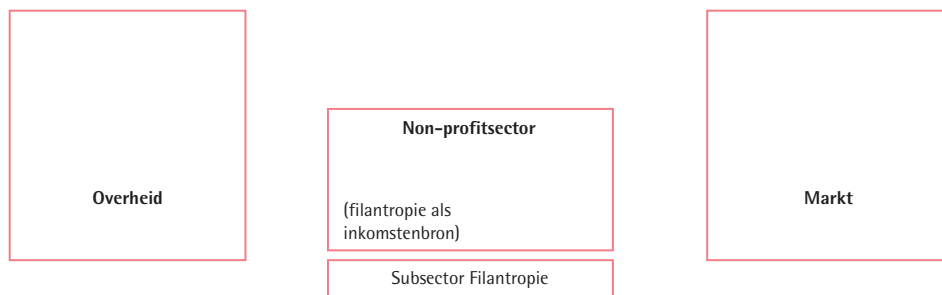 Non-profitsector
Overheid
(filantropie als
inkomstenbron)
Markt
Subsector Filantropie